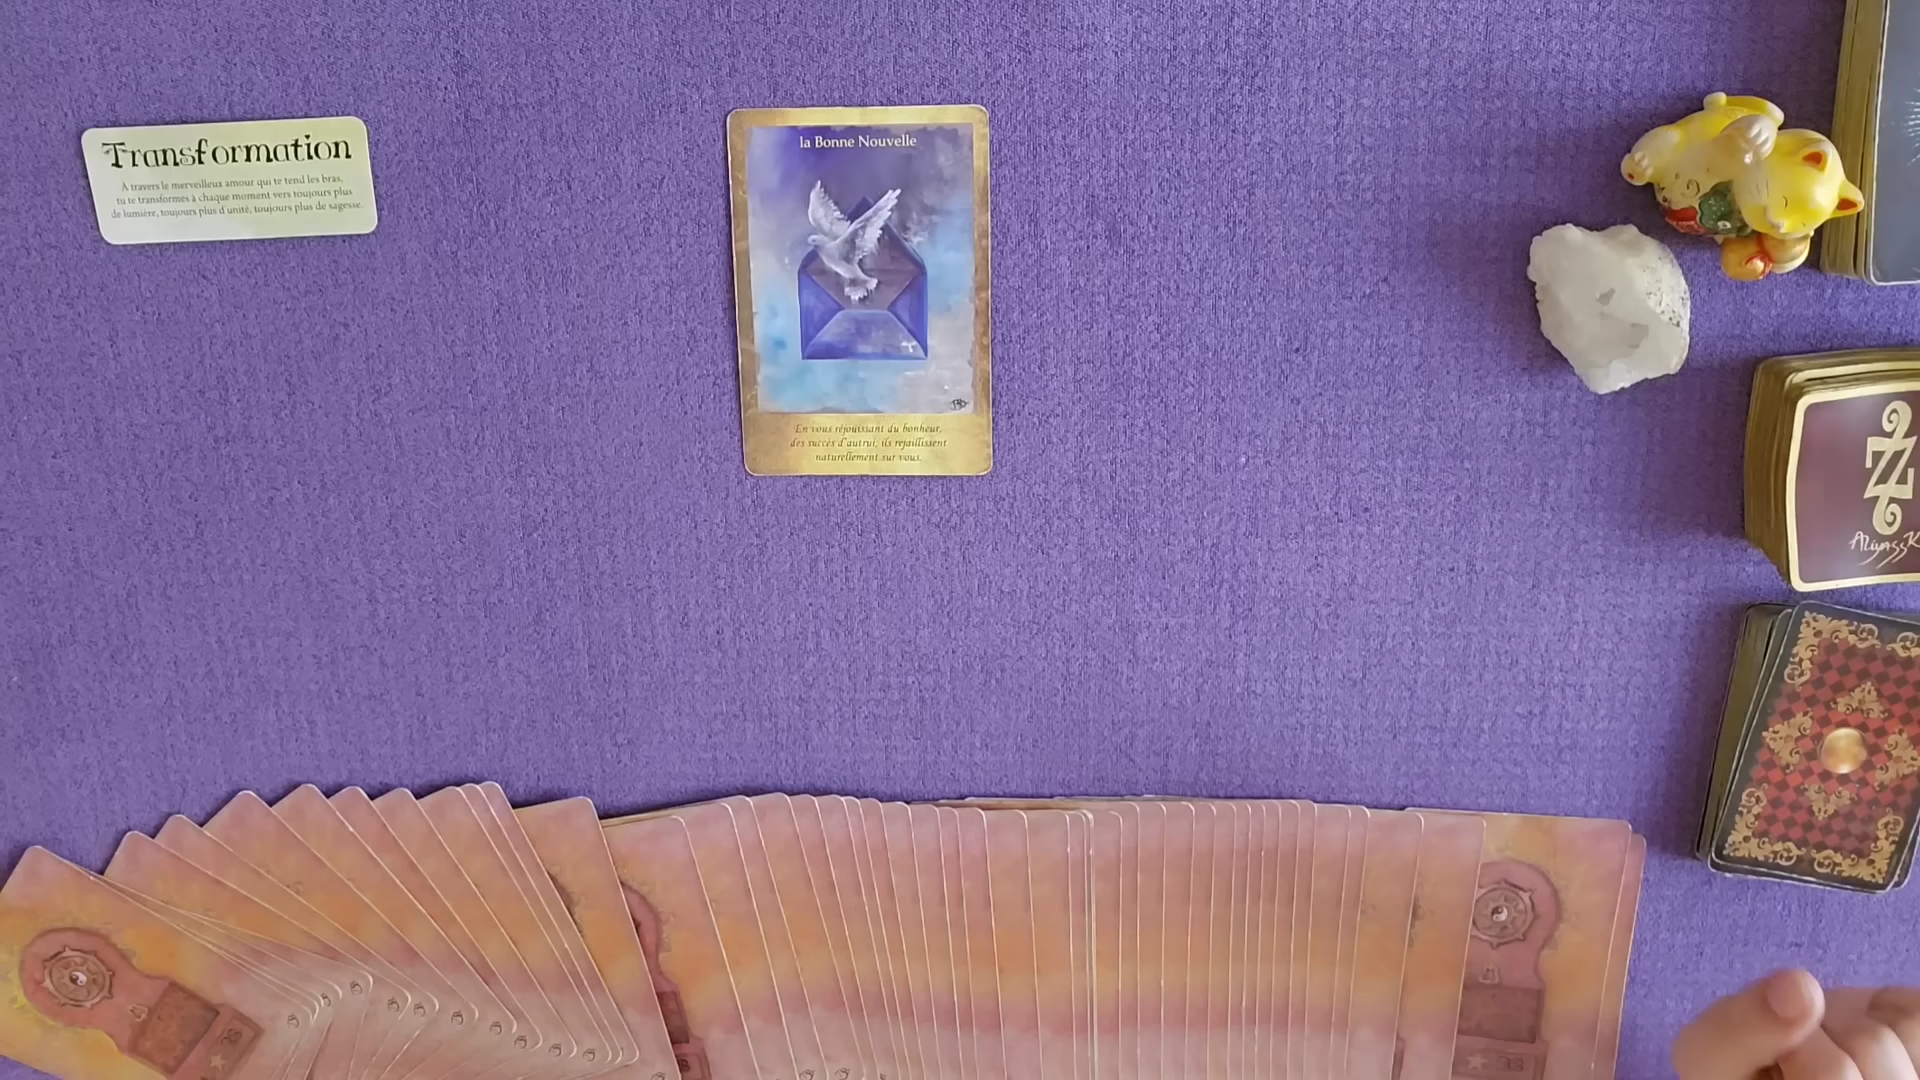 Transformation
À travers le merveilleux amour qui te tend les bras,
tu te transformes à chaque moment vers toujours plus
de lumière, toujours plus d'unité, toujours plus de sagesse.
la Bonne Nouvelle
En vous réjouissant du bonheur,
des succès d'autrui, ils rejaillissent
naturellement sur vous.